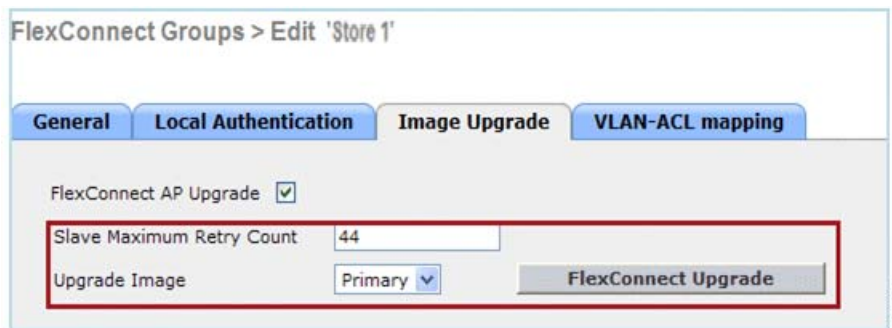 FlexConnect Groups > Edit 'Store 1'
General Local Authentication Image Upgrade VLAN-ACL mapping
FlexConnect AP Upgrade
Slave Maximum Retry Count 44
Upgrade Image Primary FlexConnect Upgrade